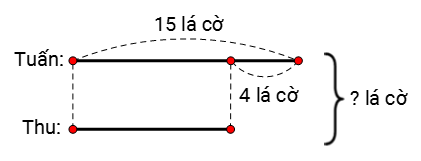 15 lá cờ
Tuấn:
4 lá cờ
? lá cờ
Thu: